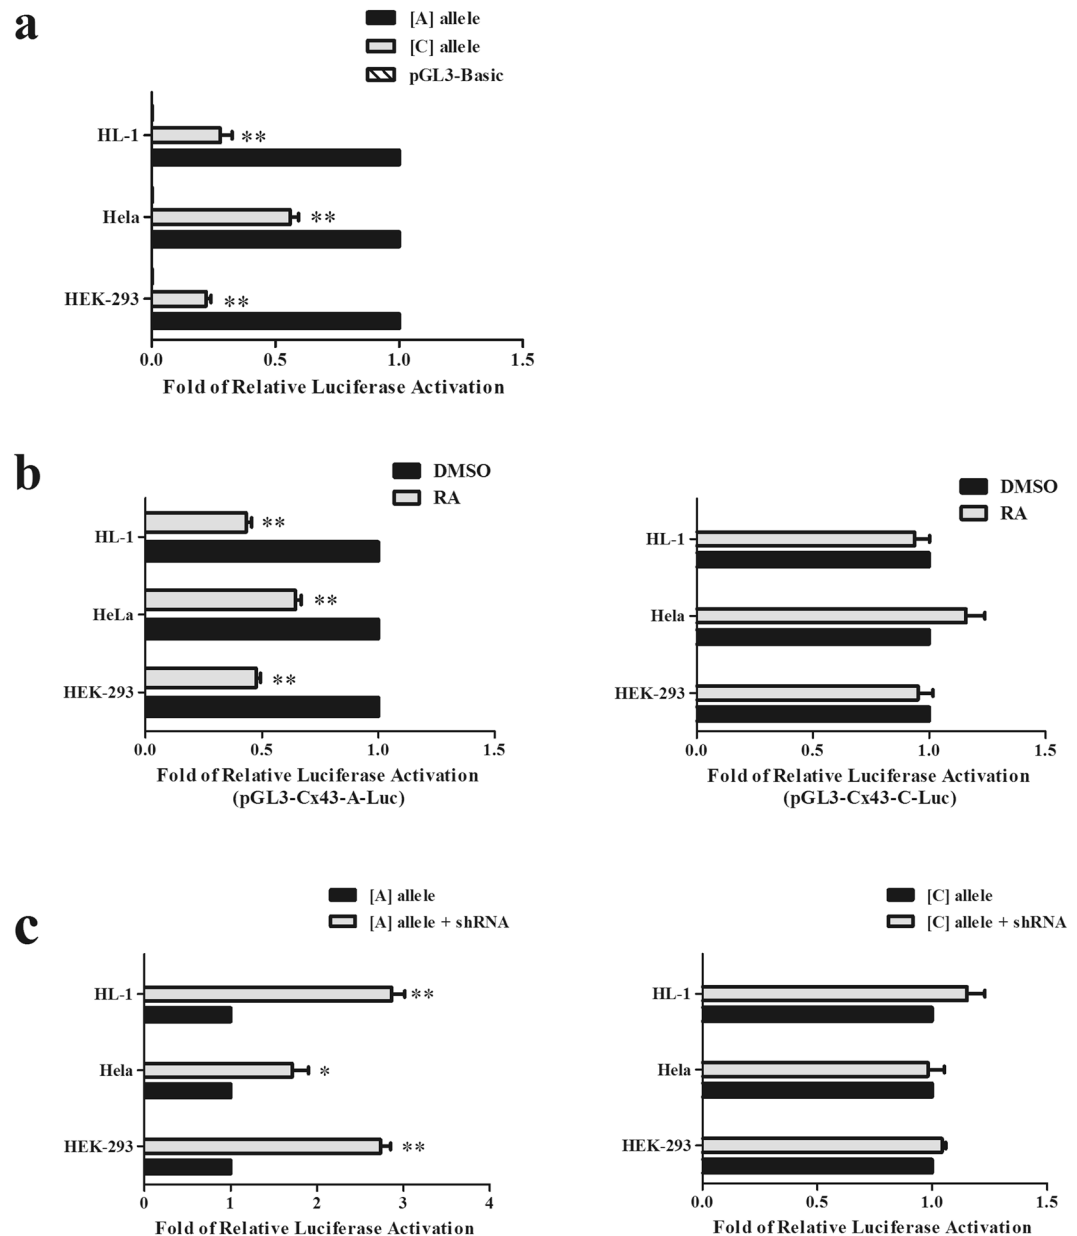 a
[A] allele
[C] allele
pGL3-Basic
HL-1
**
Hela
**
HEK-293
**
0.0 0.5 1.0 1.5
Fold of Relative Luciferase Activation
b
DMSO
RA
HL-1
**
HeLa
**
HEK-293
**
0.0 0.5 1.0 1.5
Fold of Relative Luciferase Activation
(pGL3-Cx43-A-Luc)
DMSO
RA
HL-1
Hela
HEK-293
0.0 0.5 1.0 1.5
Fold of Relative Luciferase Activation
(pGL3-Cx43-C-Luc)
c
[A] allele
[A] allele + shRNA
HL-1
**
Hela
*
HEK-293
**
0 1 2 3 4
Fold of Relative Luciferase Activation
[C] allele
[C] allele + shRNA
HL-1
Hela
HEK-293
0.0 0.5 1.0 1.5
Fold of Relative Luciferase Activation